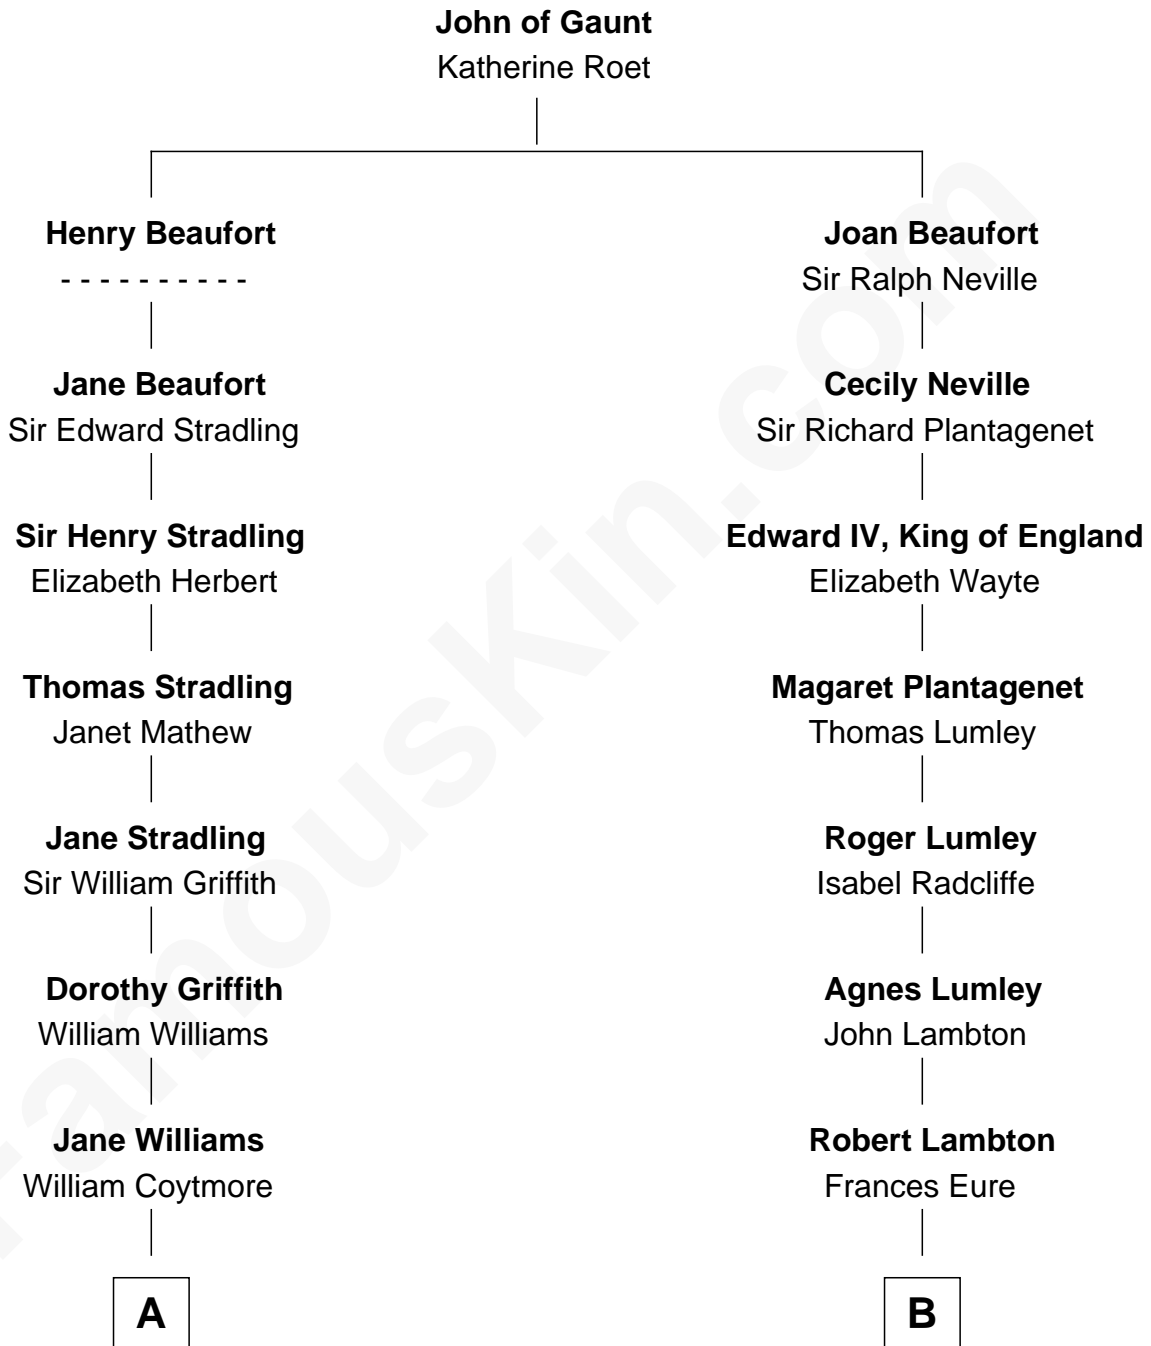 John of Gaunt
Katherine Roet
Henry Beaufort
- - - - - - - - - -
Jane Beaufort
Sir Edward Stradling
Sir Henry Stradling
Elizabeth Herbert
Thomas Stradling
Janet Mathew
Jane Stradling
Sir William Griffith
Dorothy Griffith
William Williams
Jane Williams
William Coytmore
A
Joan Beaufort
Sir Ralph Neville
Cecily Neville
Sir Richard Plantagenet
Edward IV, King of England
Elizabeth Wayte
Magaret Plantagenet
Thomas Lumley
Roger Lumley
Isabel Radcliffe
Agnes Lumley
John Lambton
Robert Lambton
Frances Eure
B
FamousKin.com